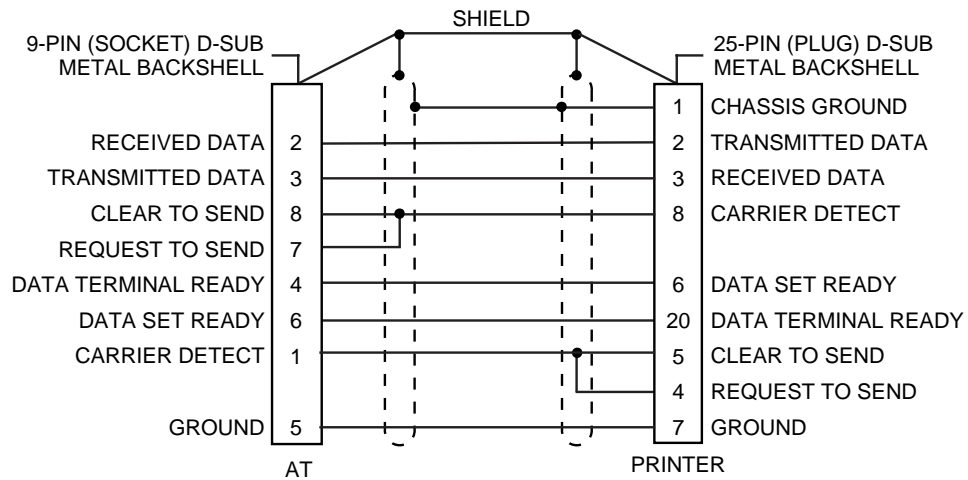 SHIELD
9-PIN (SOCKET) D-SUB
METAL BACKSHELL
25-PIN (PLUG) D-SUB
METAL BACKSHELL
1 CHASSIS GROUND
RECEIVED DATA 2 2 TRANSMITTED DATA
TRANSMITTED DATA 3 3 RECEIVED DATA
CLEAR TO SEND 8 8 CARRIER DETECT
REQUEST TO SEND 7
DATA TERMINAL READY 4 6 DATA SET READY
DATA SET READY 6 20 DATA TERMINAL READY
CARRIER DETECT 1 5 CLEAR TO SEND
4 REQUEST TO SEND
GROUND 5 7 GROUND
AT PRINTER